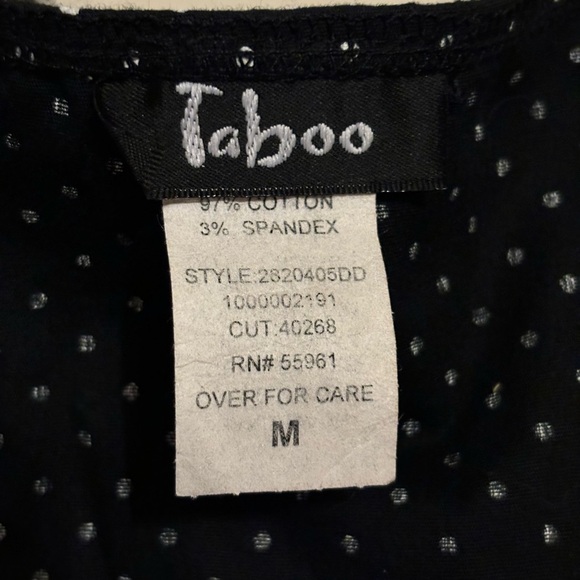 Taboo
97% COTTON
3% SPANDEX
STYLE:2820405DD
1000002191
CUT:40268
RN# 55961
OVER FOR CARE
M